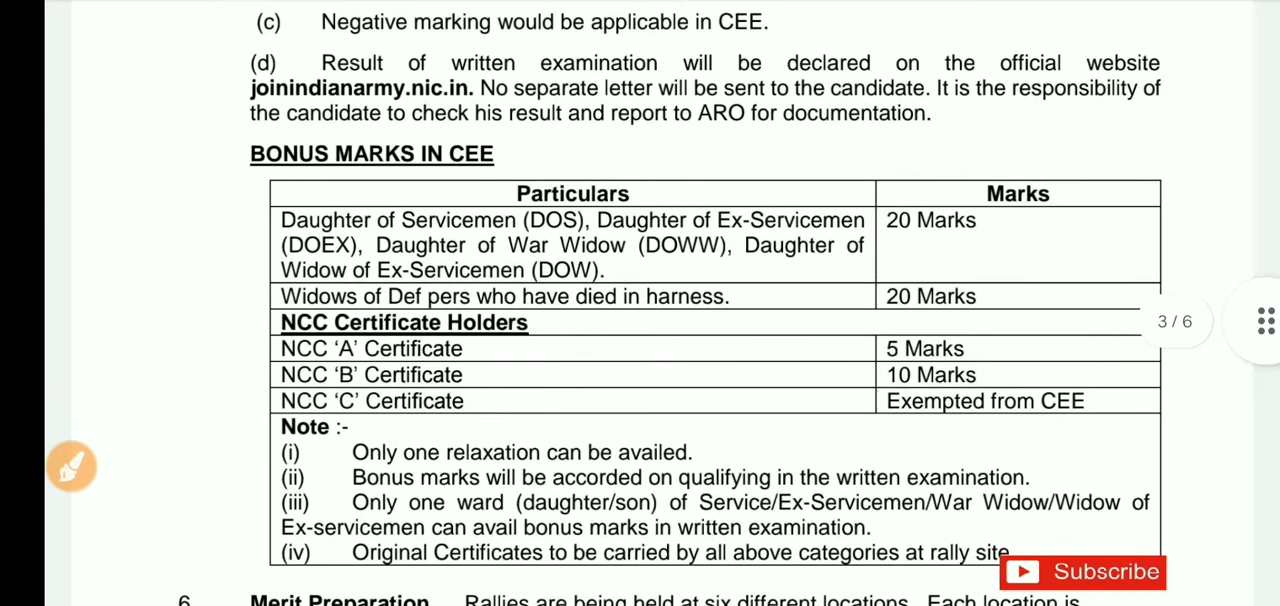 (c) Negative marking would be applicable in CEE.
(d) Result of written examination will be declared on the official website
joinindianarmy.nic.in. No separate letter will be sent to the candidate. It is the responsibility of
the candidate to check his result and report to ARO for documentation.
BONUS MARKS IN CEE
Particulars Marks
Daughter of Servicemen (DOS), Daughter of Ex-Servicemen 20 Marks
(DOEX), Daughter of War Widow (DOWW), Daughter of
Widow of Ex-Servicemen (DOW).
Widows of Def pers who have died in harness. 20 Marks
3 / 6
NCC Certificate Holders
NCC ‘A’ Certificate 5 Marks
NCC ‘B’ Certificate 10 Marks
NCC ‘C’ Certificate Exempted from CEE
Note :-
(i) Only one relaxation can be availed.
(ii) Bonus marks will be accorded on qualifying in the written examination.
(iii) Only one ward (daughter/son) of Service/Ex-Servicemen/War Widow/Widow of
Ex-servicemen can avail bonus marks in written examination.
(iv) Original Certificates to be carried by all above categories at rally site
Subscribe
6 Merit Preparation Rallies are being held at six different locations. Each location is